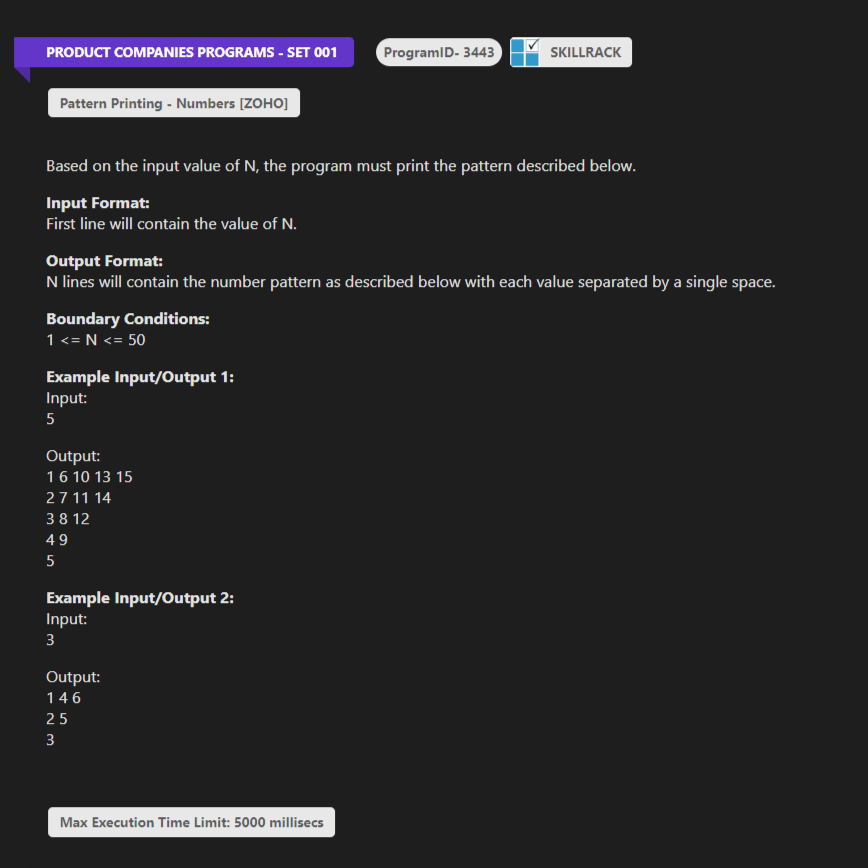 PRODUCT COMPANIES PROGRAMS - SET 001
ProgramID- 3443
SKILLRACK
Pattern Printing - Numbers [ZOHO]
Based on the input value of N, the program must print the pattern described below.
Input Format:
First line will contain the value of N.
Output Format:
N lines will contain the number pattern as described below with each value separated by a single space.
Boundary Conditions:
1 <= N <= 50
Example Input/Output 1:
Input:
5
Output:
1 6 10 13 15
2 7 11 14
3 8 12
4 9
5
Example Input/Output 2:
Input:
3
Output:
1 4 6
2 5
3
Max Execution Time Limit: 5000 millisecs